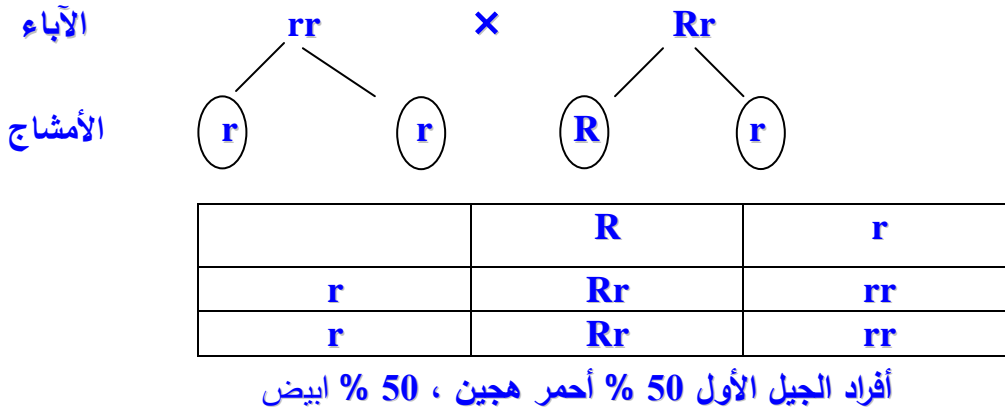 الآباء rr × Rr
الأمشاج r r R r
R r
r Rr rr
r Rr rr
أفراد الجيل الأول 50 % أحمر هجين ، 50 % ابيض